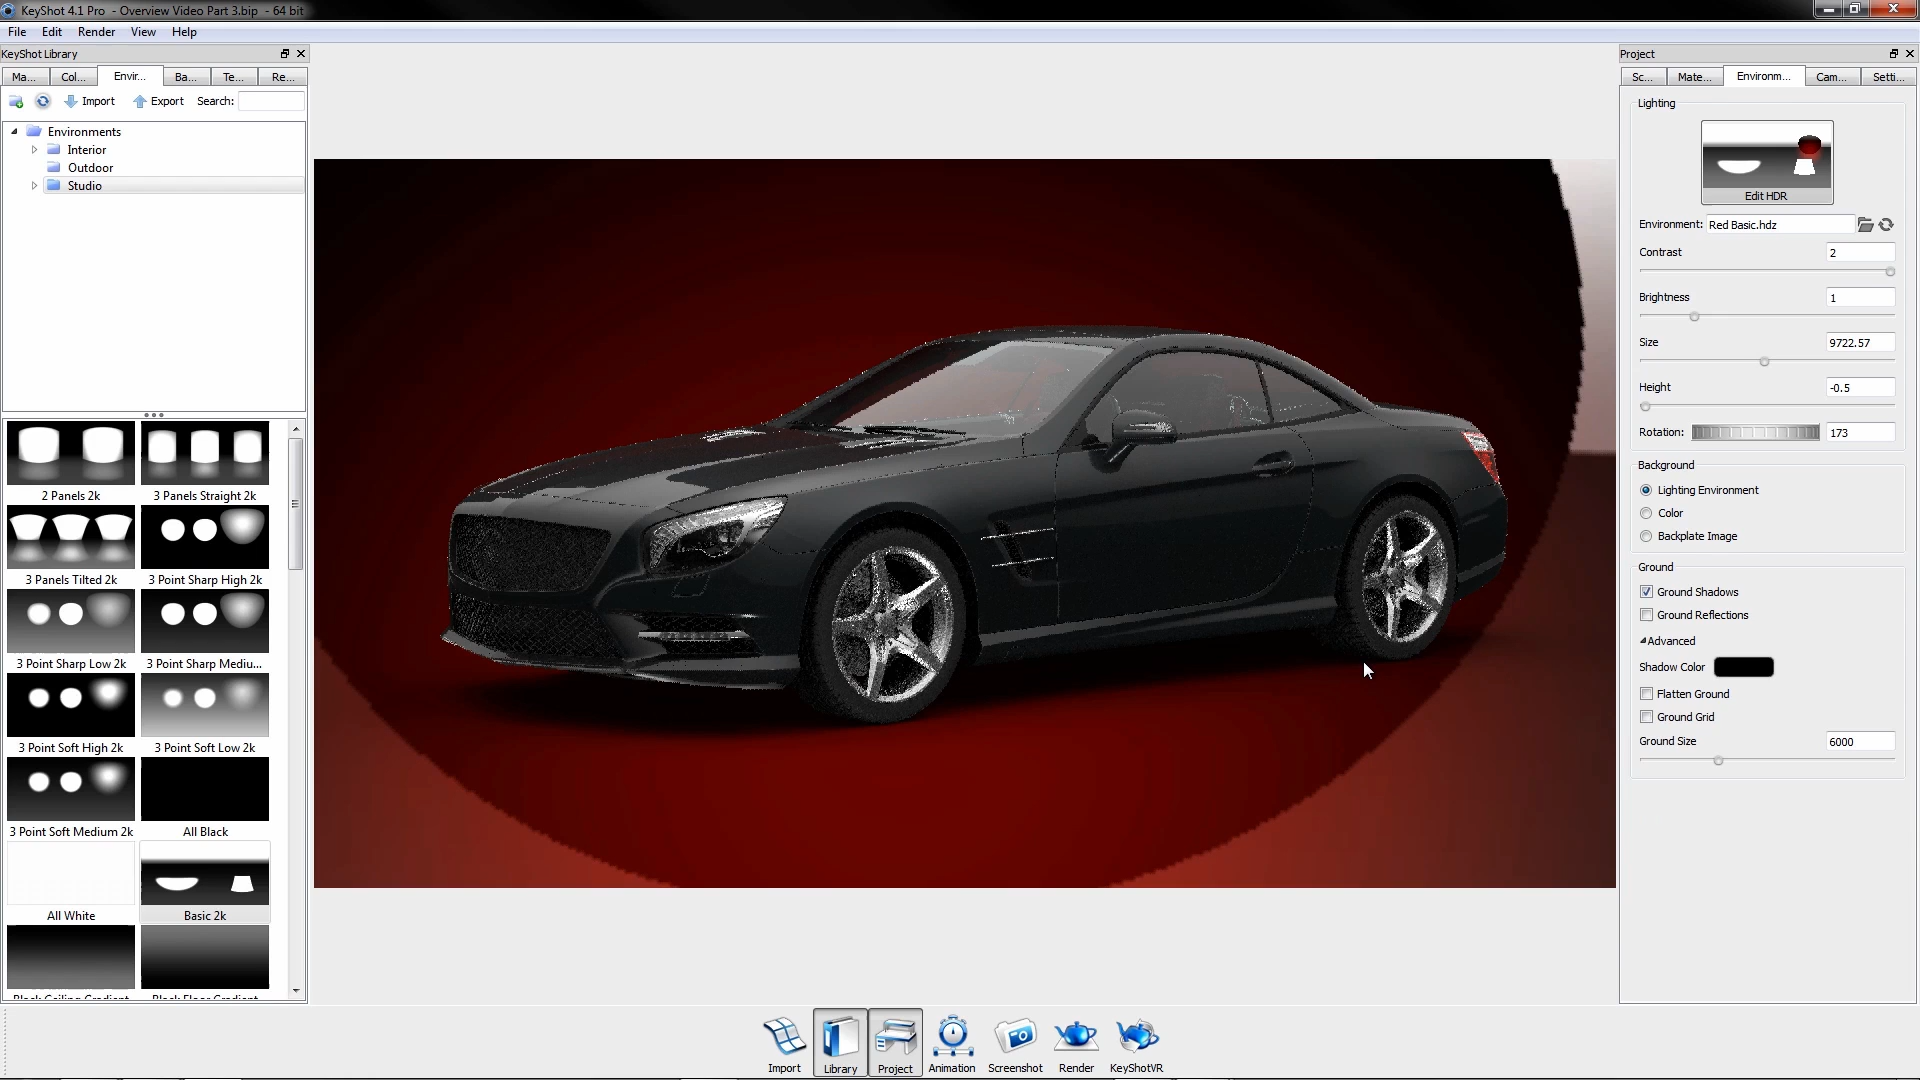 KeyShot 4.1 Pro - Overview Video Part 3.bip - 64 bit
File Edit Render View Help
KeyShot Library
Ma... Col... Envir... Ba... Te... Re...
Import Export Search:
Environments
Interior
Outdoor
Studio
2 Panels 2k
3 Panels Straight 2k
3 Panels Tilted 2k
3 Point Sharp High 2k
3 Point Sharp Low 2k
3 Point Sharp Mediu...
3 Point Soft High 2k
3 Point Soft Low 2k
3 Point Soft Medium 2k
All Black
All White
Basic 2k
Black Ceiling Gradient
Black Floor Gradient
Project
Sc... Mate... Environm... Cam... Setti...
Lighting
Edit HDR
Environment: Red Basic.hdz
Contrast 2
Brightness 1
Size 9722.57
Height -0.5
Rotation: 173
Background
Lighting Environment
Color
Backplate Image
Ground
Ground Shadows
Ground Reflections
Advanced
Shadow Color
Flatten Ground
Ground Grid
Ground Size 6000
Import Library Project Animation Screenshot Render KeyShotVR